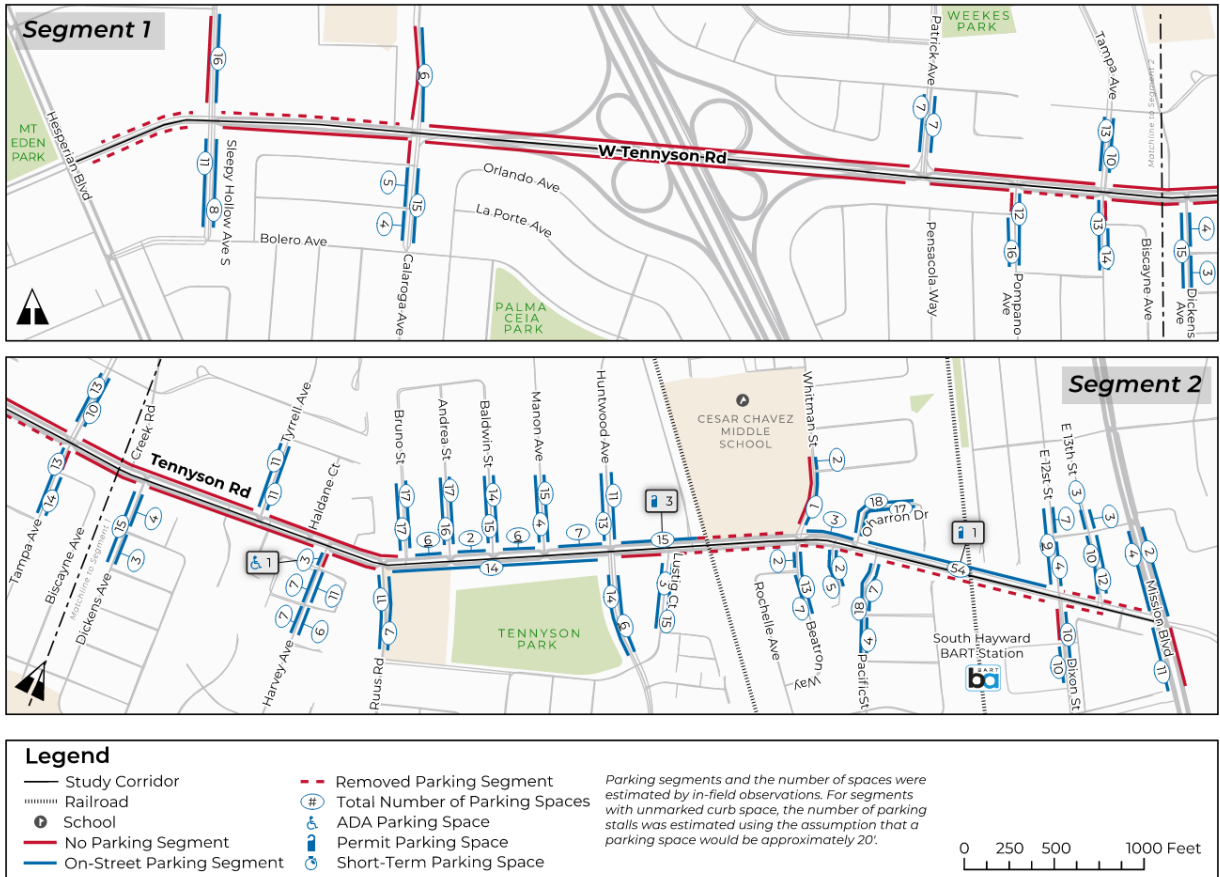 Segment 1
WEEKES
PARK
MT
EDEN
PARK
Hesperian Blvd
16
6
Patrick Ave
Tampa Ave
Matchline to Segment 2
7
7
13
10
W Tennyson Rd
11
8
Sleepy Hollow Ave S
5
15
4
Orlando Ave
La Porte Ave
Bolero Ave
Calaroga Ave
PALMA
CEIA
PARK
Pensacola Way
12
16
Pompano
Ave
13
14
Biscayne Ave
4
15
3
Dickens
Ave
Segment 2
13
10
Creek Rd
Tyrrell Ave
11
11
Haldane Ct
Tennyson Rd
13
14
Tampa Ave
Biscayne Ave
Matchline to Segment 1
15
4
3
Dickens Ave
1
3
7
11
7
6
Harvey Ave
Bruno St
17
17
Andrea St
17
16
Baldwin St
14
15
Manon Ave
15
4
Huntwood Ave
11
13
6
2
6
7
15
3
14
11
7
Ruus Rd
TENNYSON
PARK
14
6
3
15
Lustig Ct
CESAR CHAVEZ
MIDDLE
SCHOOL
Whitman St
2
1
3
18
17
harron Dr
2
13
7
Rochelle Ave
Beatron
Way
2
5
7
18
4
Pacific St
54
1
South Hayward
BART Station
BART
ba
E 12st St
E 13th St
7
6
4
3
3
10
12
10
10
Dixon St
2
4
11
Mission Blvd
Legend
Study Corridor
Railroad
School
No Parking Segment
On-Street Parking Segment
Removed Parking Segment
# Total Number of Parking Spaces
ADA Parking Space
Permit Parking Space
Short-Term Parking Space
Parking segments and the number of spaces were
estimated by in-field observations. For segments
with unmarked curb space, the number of parking
stalls was estimated using the assumption that a
parking space would be approximately 20'.
0 250 500 1000 Feet